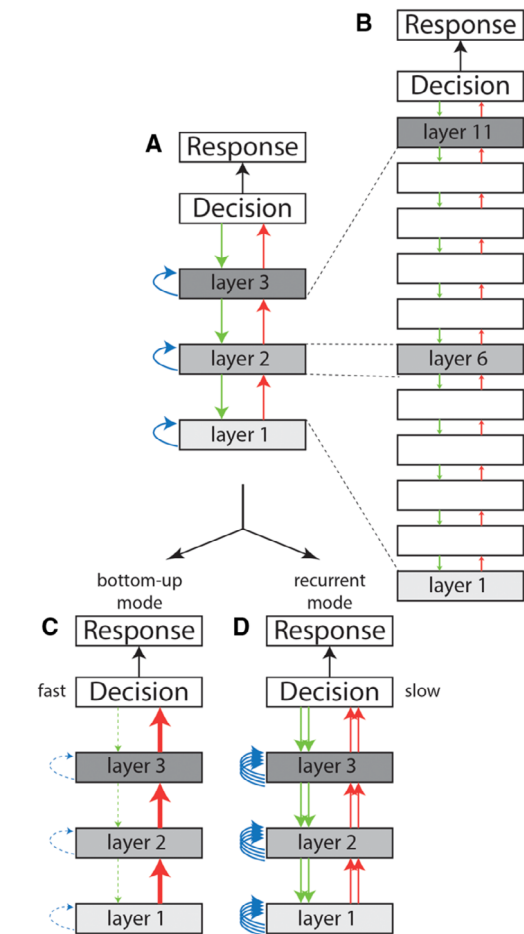 B
Response
Decision
layer 11
layer 6
layer 1
A
Response
Decision
layer 3
layer 2
layer 1
bottom-up
mode
recurrent
mode
C
Response
fast
Decision
layer 3
layer 2
layer 1
D
Response
Decision
slow
layer 3
layer 2
layer 1